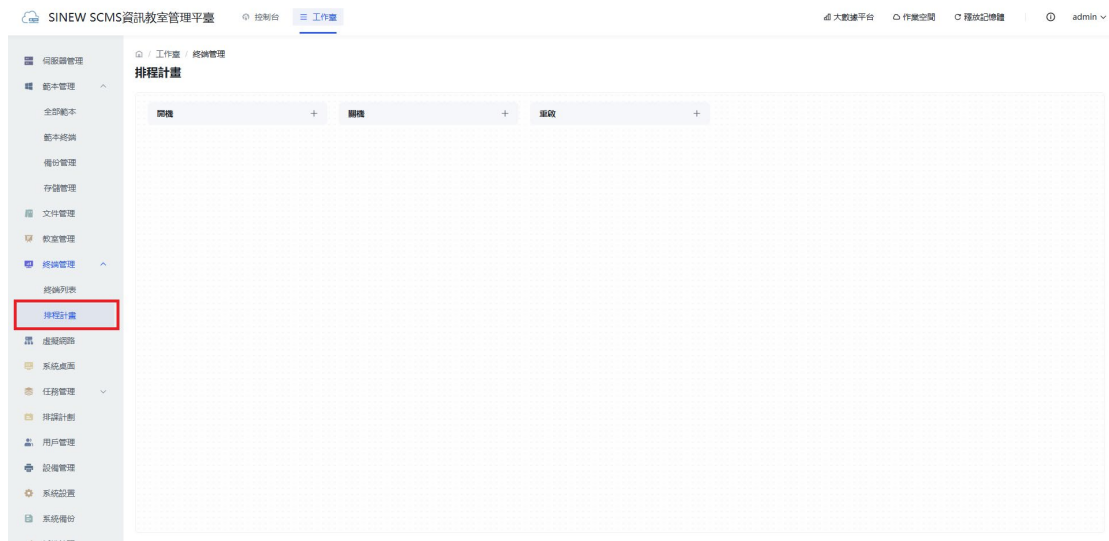 SINEW SCMS資訊教室管理平臺
控制台
工作臺
大數據平台
作業空間
釋放記憶體
admin
伺服器管理
範本管理
全部範本
範本終端
備份管理
存儲管理
文件管理
教室管理
終端管理
終端列表
排程計畫
虛擬網路
系統桌面
任務管理
排課計劃
用戶管理
設備管理
系統設置
系統備份
/ 工作臺 / 終端管理
排程計畫
開機 +
關機 +
重啟 +